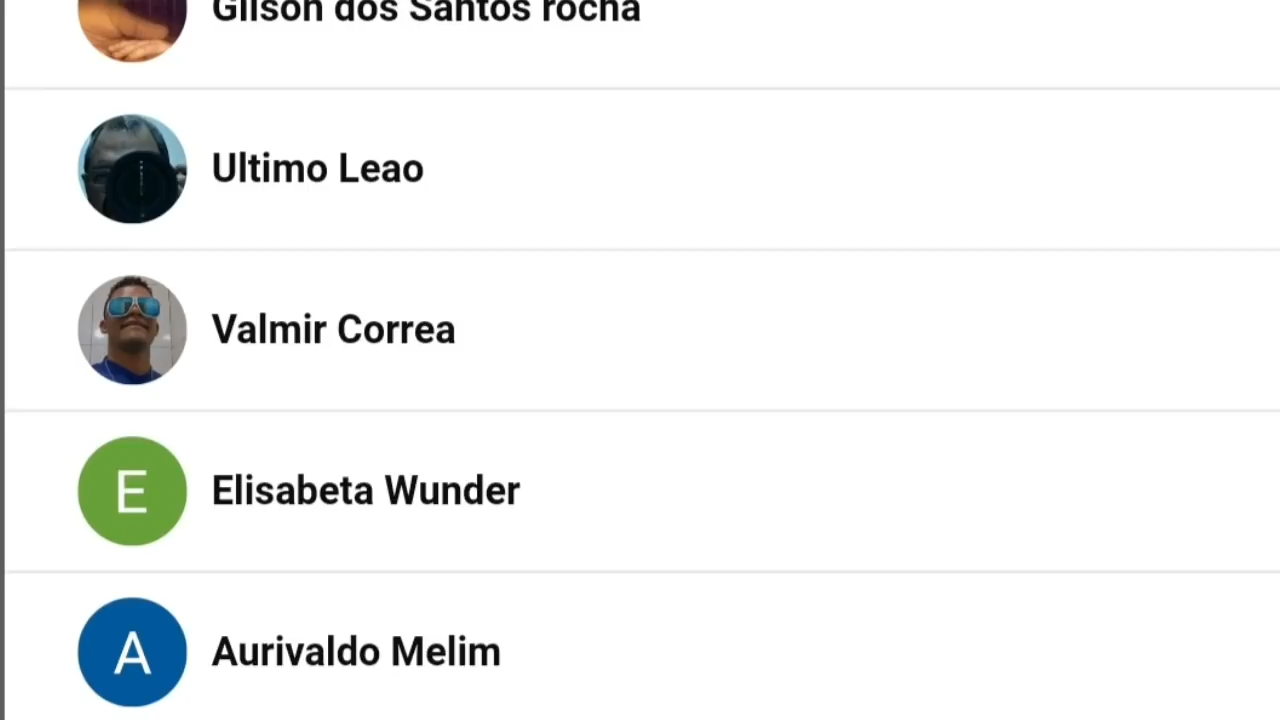 Gilson dos Santos rocha
Ultimo Leao
Valmir Correa
E
Elisabeta Wunder
A
Aurivaldo Melim